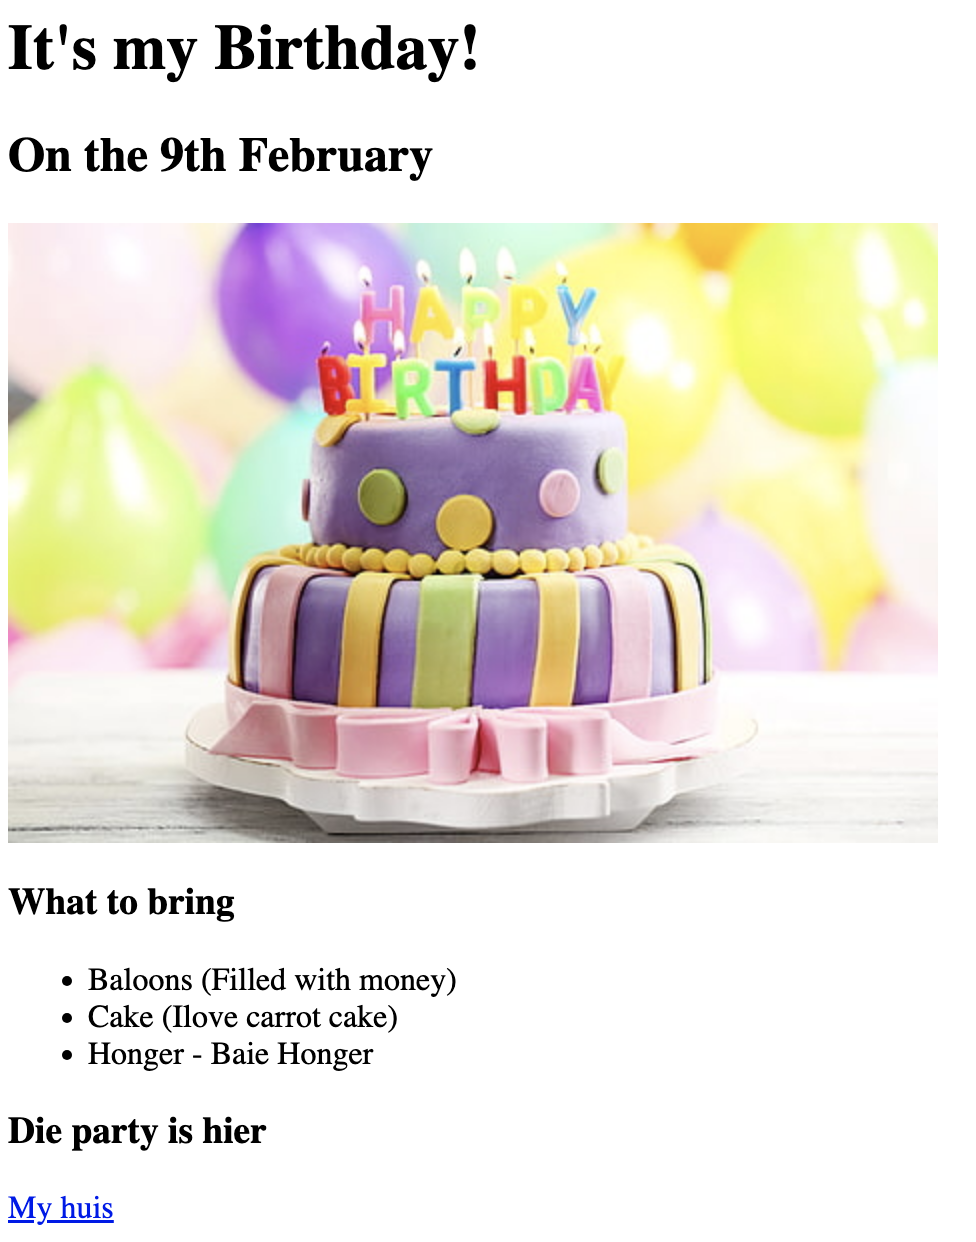 It's my Birthday!
On the 9th February
HAPPY
BIRTHDAY
What to bring
Baloons (Filled with money)
Cake (Ilove carrot cake)
Honger - Baie Honger
Die party is hier
My huis